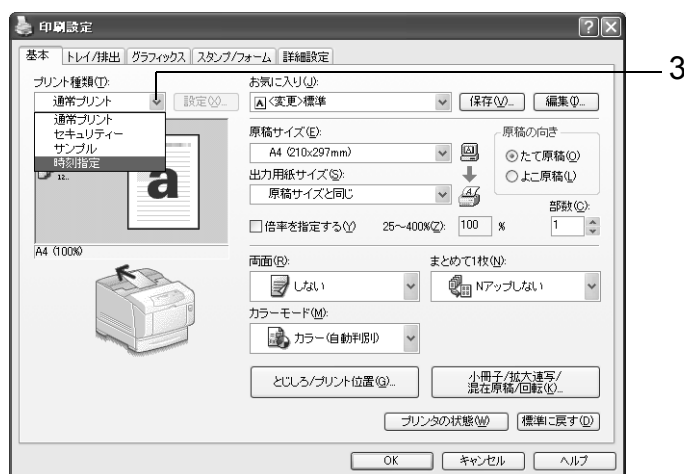 印刷設定
基本 トレイ/排出 グラフィックス スタンプ/フォーム 詳細設定
プリント種類(T):
通常プリント 設定(X)...
通常プリント
セキュリティー
サンプル
時刻指定
12..
a
A4 (100%)
お気に入り(J):
A <変更>標準 保存(V)... 編集(I)...
原稿サイズ(E):
A4 (210x297mm)
出力用紙サイズ(S):
原稿サイズと同じ
原稿の向き
たて原稿(O)
よこ原稿(L)
倍率を指定する(Y) 25~400%(Z): 100 %
部数(C):
1
両面(R):
しない
まとめて1枚(N):
Nアップしない
カラーモード(M):
カラー(自動判別)
とじしろ/プリント位置(G)...
小冊子/拡大連写/
混在原稿/回転(K)...
プリンタの状態(W) 標準に戻す(D)
OK キャンセル ヘルプ
3